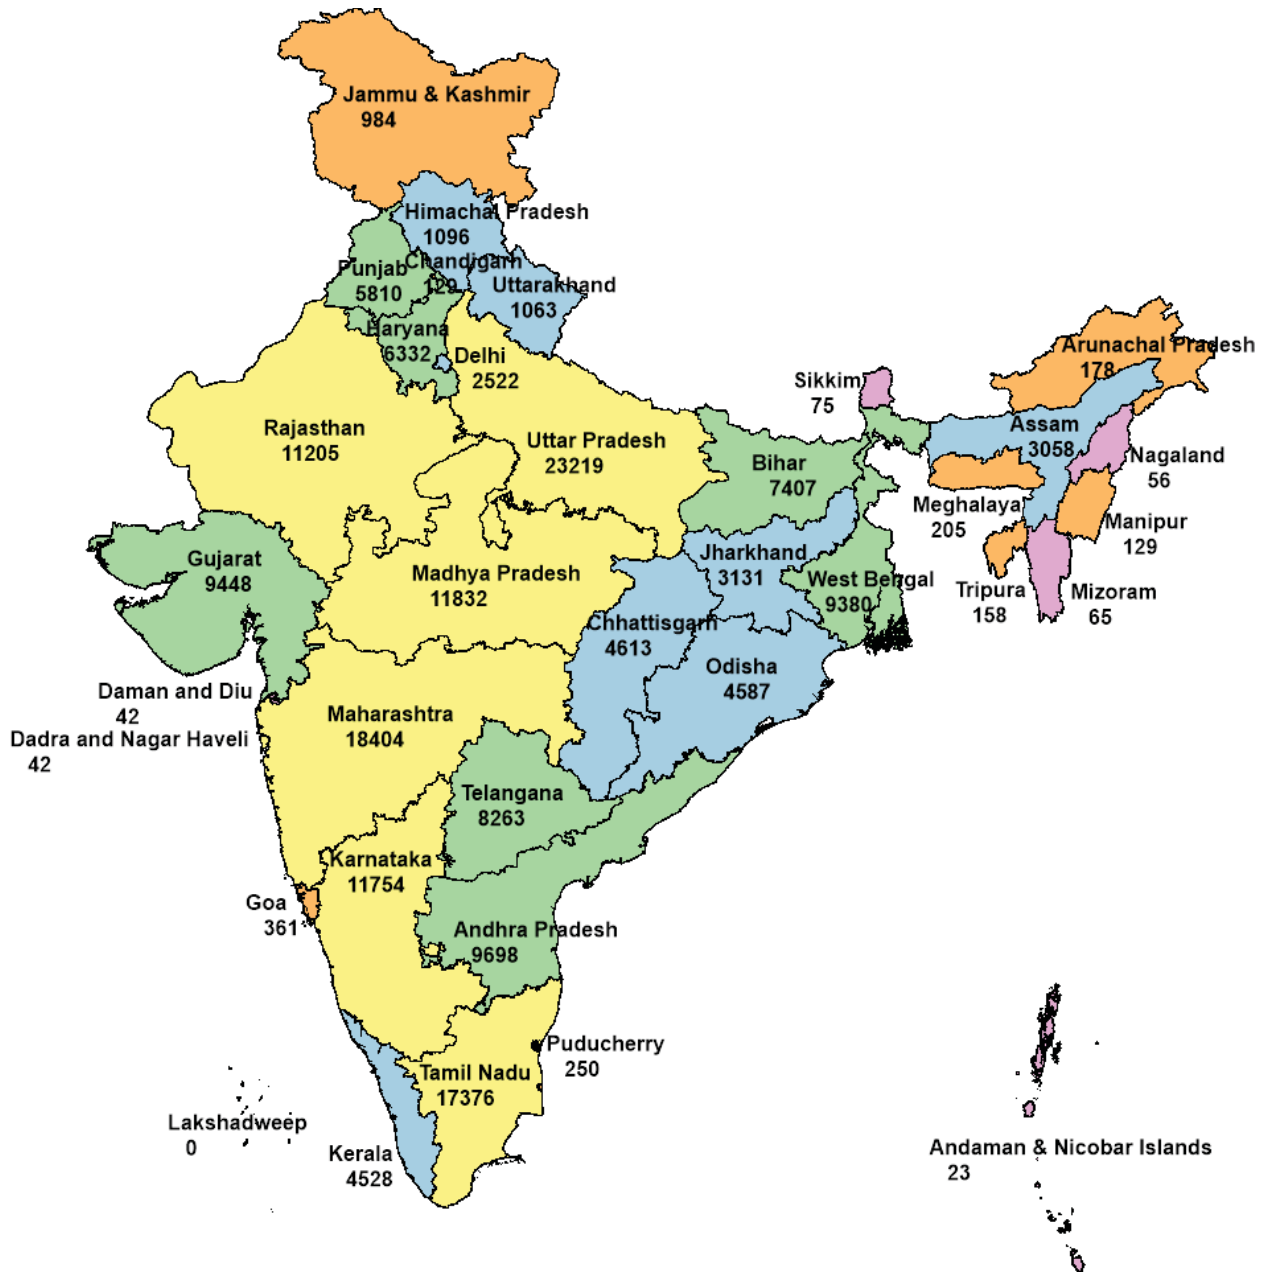 Jammu & Kashmir
984
Himachal Pradesh
1096
Chandigarh
129
Punjab
5810
Uttarakhand
1063
Haryana
6332
Delhi
2522
Arunachal Pradesh
178
Sikkim
75
Rajasthan
11205
Uttar Pradesh
23219
Assam
3058
Bihar
7407
Nagaland
56
Meghalaya
205
Manipur
129
Gujarat
9448
Jharkhand
3131
Madhya Pradesh
11832
West Bengal
9380
Tripura
158
Mizoram
65
Chhattisgarh
4613
Odisha
4587
Daman and Diu
42
Maharashtra
18404
Dadra and Nagar Haveli
42
Telangana
8263
Karnataka
11754
Goa
361
Andhra Pradesh
9698
Puducherry
250
Tamil Nadu
17376
Lakshadweep
0
Kerala
4528
Andaman & Nicobar Islands
23